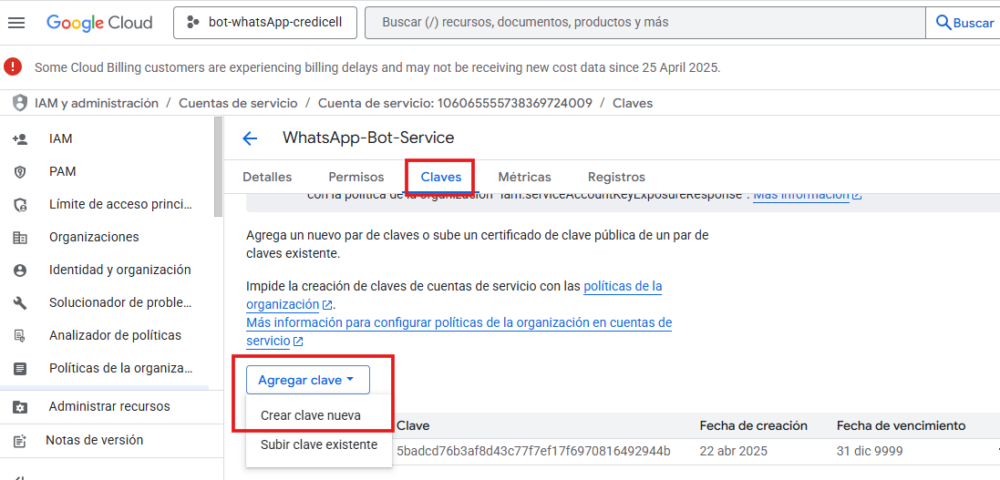 Google Cloud
bot-whatsApp-credicell
Buscar (/) recursos, documentos, productos y más
Buscar
Some Cloud Billing customers are experiencing billing delays and may not be receiving new cost data since 25 April 2025.
IAM y administración / Cuentas de servicio / Cuenta de servicio: 106065555738369724009 / Claves
IAM
PAM
Límite de acceso princi...
Organizaciones
Identidad y organización
Solucionador de proble...
Analizador de políticas
Políticas de la organiza...
Administrar recursos
Notas de versión
WhatsApp-Bot-Service
Detalles
Permisos
Claves
Métricas
Registros
con la política de la organización "iam.serviceAccountKeyExposureResponse". Más información
Agrega un nuevo par de claves o sube un certificado de clave pública de un par de
claves existente.
Impide la creación de claves de cuentas de servicio con las políticas de la
organización.
Más información para configurar políticas de la organización en cuentas de
servicio
Agregar clave
Crear clave nueva
Subir clave existente
Clave
Fecha de creación
Fecha de vencimiento
5badcd76b3af8d43c77f7ef17f6970816492944b
22 abr 2025
31 dic 9999